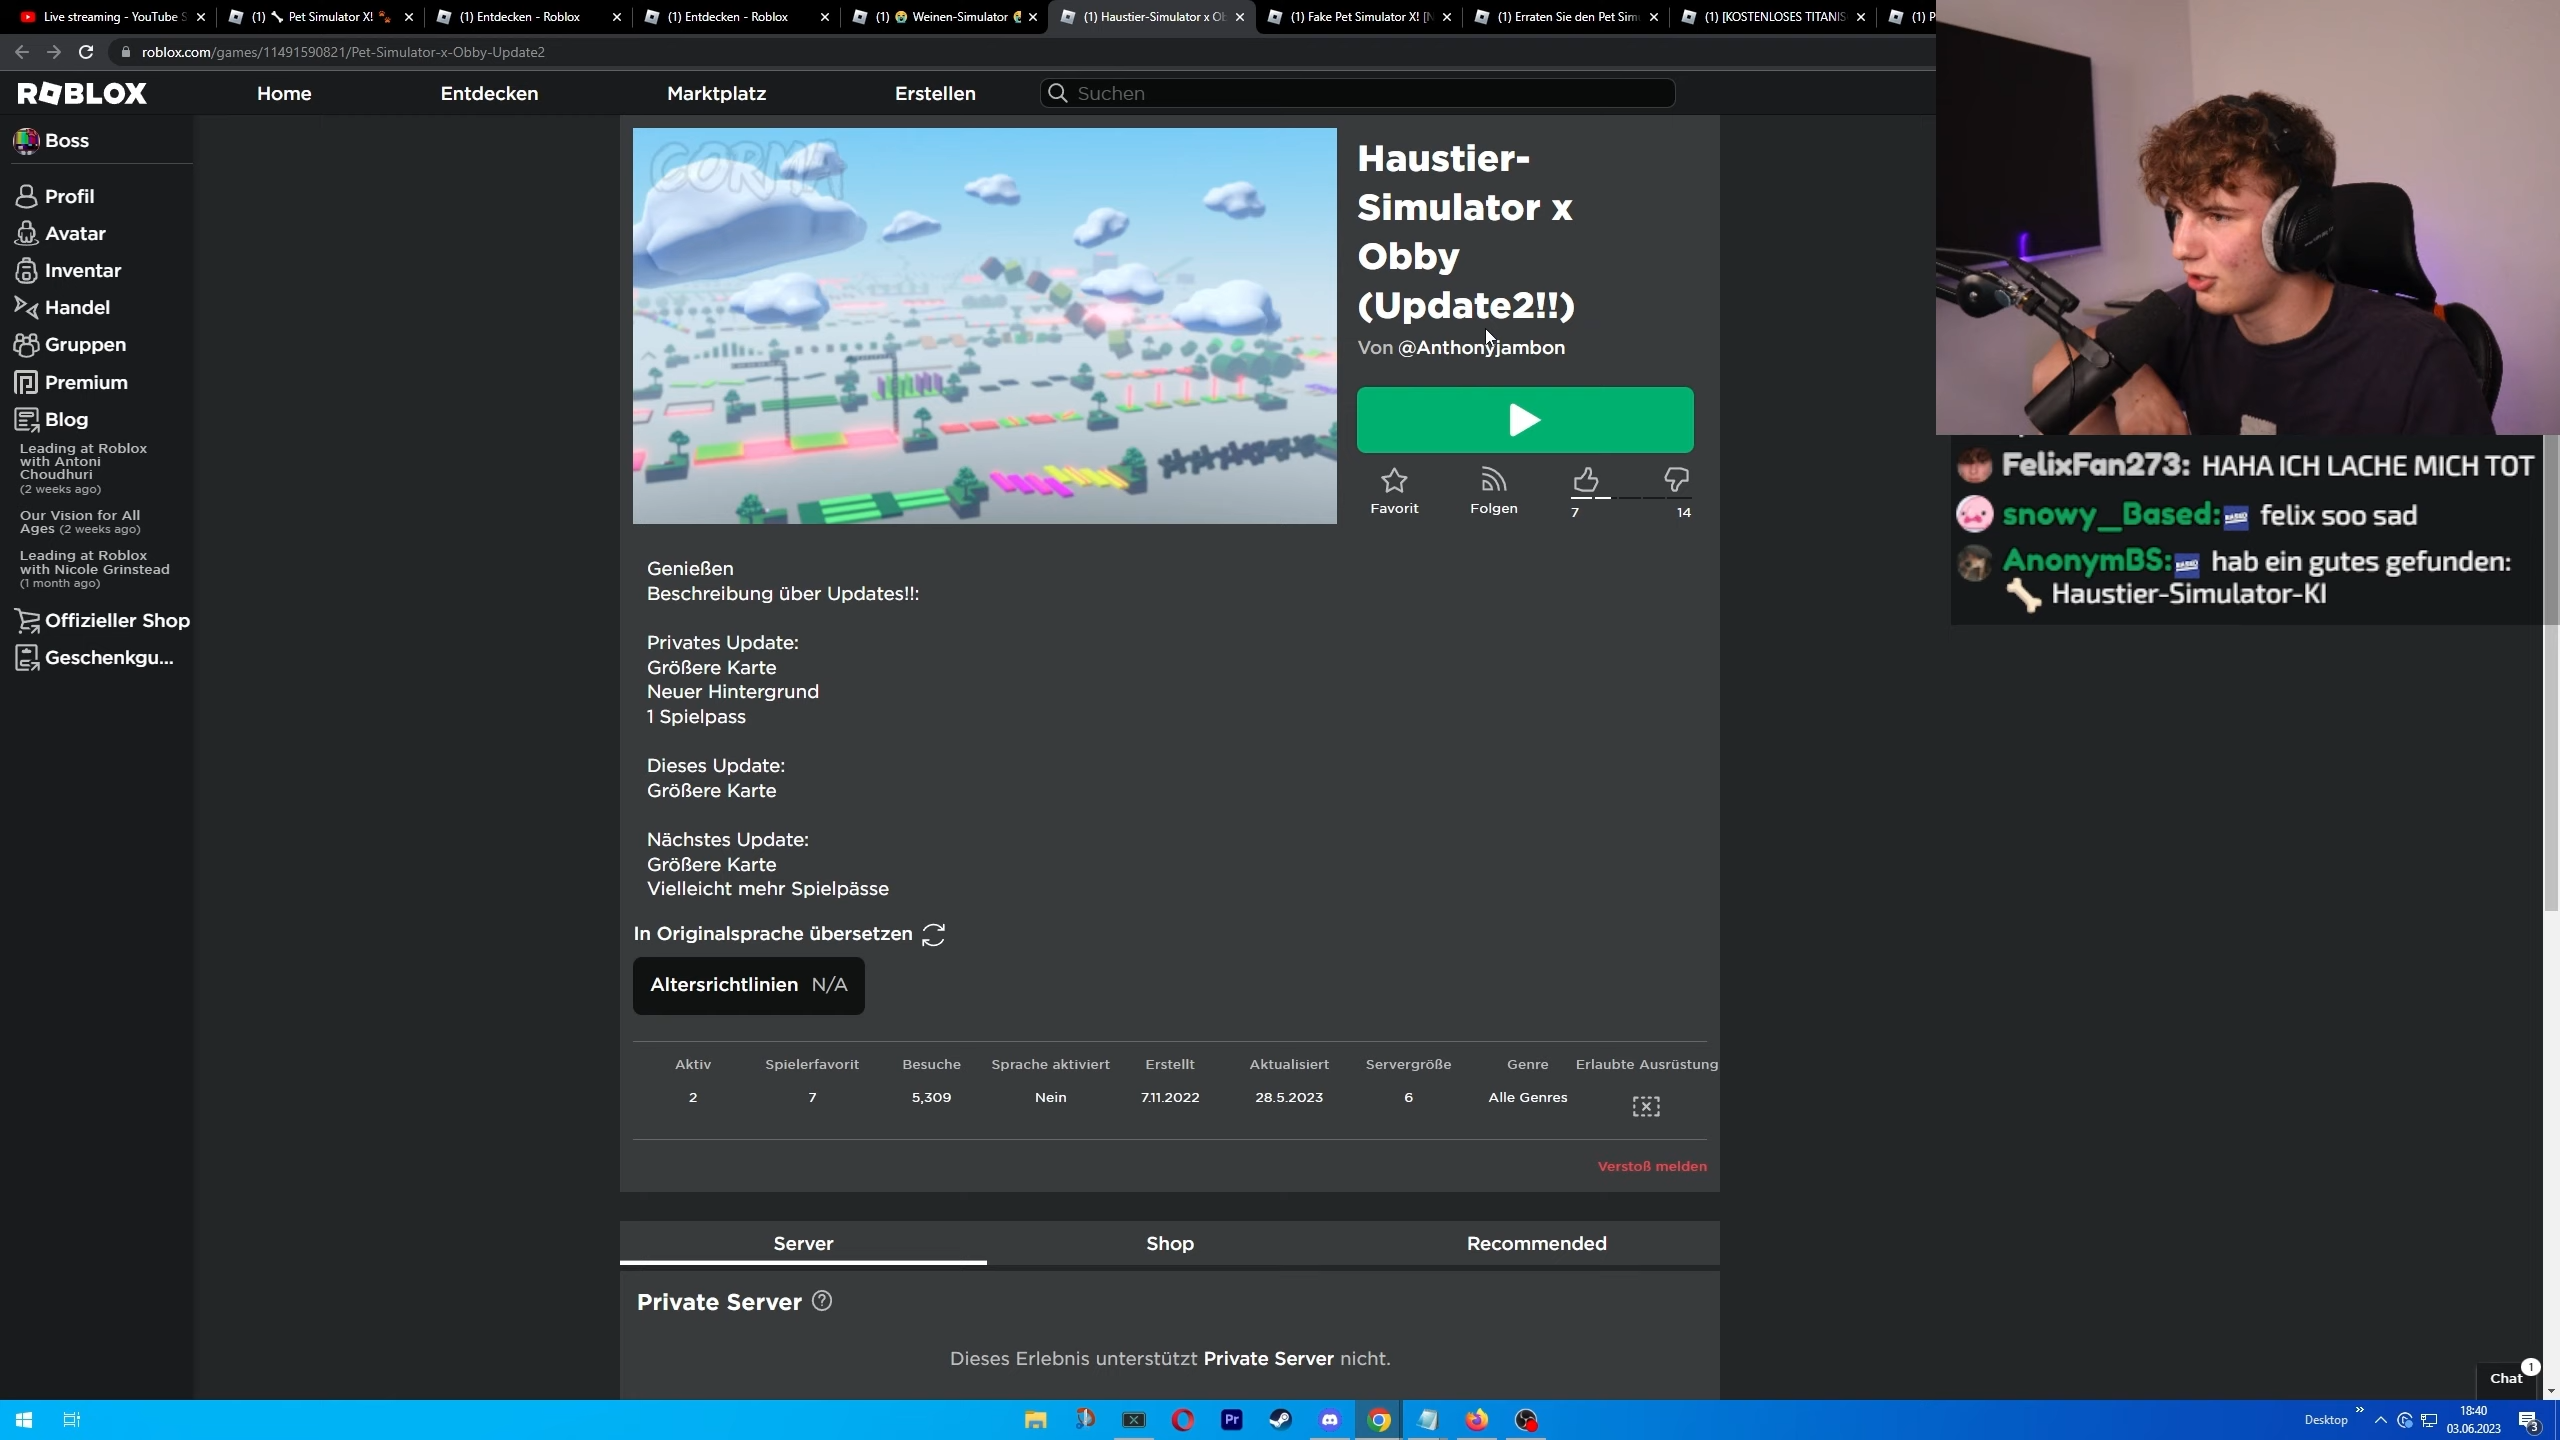 Live streaming - YouTube S
(1) 🦴 Pet Simulator X! 🐾
(1) Entdecken - Roblox
(1) Entdecken - Roblox
(1) 😭 Weinen-Simulator
(1) Haustier-Simulator x Ob
(1) Fake Pet Simulator X! [N
(1) Erraten Sie den Pet Sim
(1) [KOSTENLOSES TITANIS
(1) P
roblox.com/games/11491590821/Pet-Simulator-x-Obby-Update2
ROBLOX
Home
Entdecken
Marktplatz
Erstellen
Suchen
Boss
Profil
Avatar
Inventar
Handel
Gruppen
Premium
Blog
Leading at Roblox
with Antoni
Choudhuri
(2 weeks ago)
Our Vision for All
Ages (2 weeks ago)
Leading at Roblox
with Nicole Grinstead
(1 month ago)
Offizieller Shop
Geschenkgu...
CORMA
Haustier-
Simulator x
Obby
(Update2!!)
Von @Anthonyjambon
Favorit
Folgen
7
14
Genießen
Beschreibung über Updates!!:
Privates Update:
Größere Karte
Neuer Hintergrund
1 Spielpass
Dieses Update:
Größere Karte
Nächstes Update:
Größere Karte
Vielleicht mehr Spielpässe
In Originalsprache übersetzen
Altersrichtlinien N/A
Aktiv
Spielerfavorit
Besuche
Sprache aktiviert
Erstellt
Aktualisiert
Servergröße
Genre
Erlaubte Ausrüstung
2
7
5,309
Nein
7.11.2022
28.5.2023
6
Alle Genres
Verstoß melden
Server
Shop
Recommended
Private Server
Dieses Erlebnis unterstützt Private Server nicht.
FelixFan273: HAHA ICH LACHE MICH TOT
snowy_Based: felix soo sad
AnonymBS: hab ein gutes gefunden:
🦴 Haustier-Simulator-KI
Chat
1
Pr
Desktop
18:40
03.06.2023
3